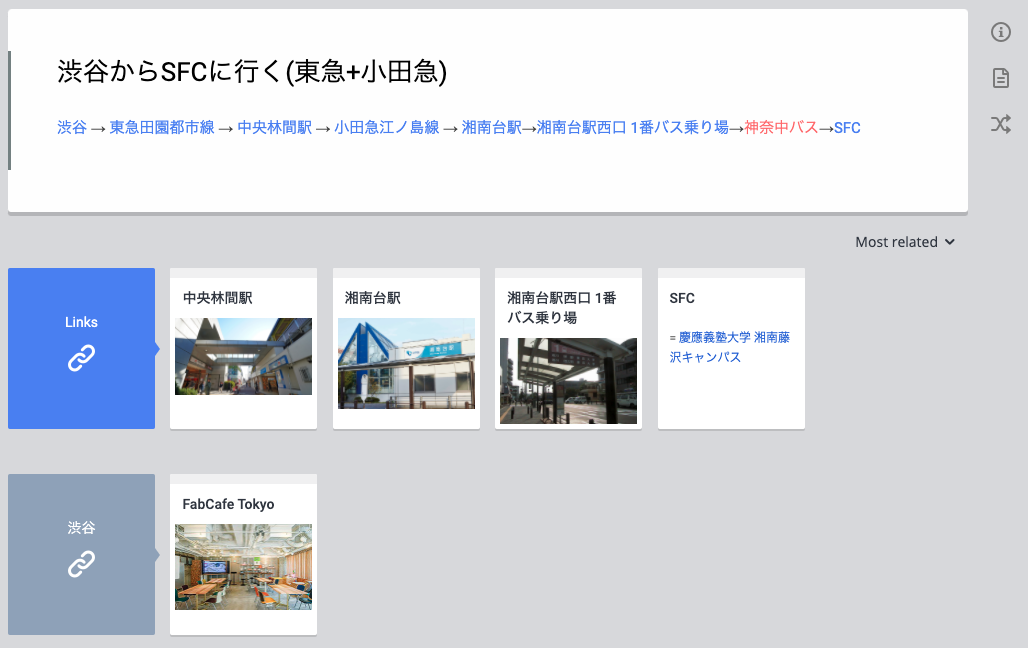 渋谷からSFCに行く(東急+小田急)
渋谷 → 東急田園都市線 → 中央林間駅 → 小田急江ノ島線 → 湘南台駅→湘南台駅西口 1番バス乗り場→神奈中バス→SFC
Most related
Links
中央林間駅
湘南台駅
湘南台駅西口 1番
バス乗り場
SFC
= 慶應義塾大学 湘南藤
沢キャンパス
渋谷
FabCafe Tokyo